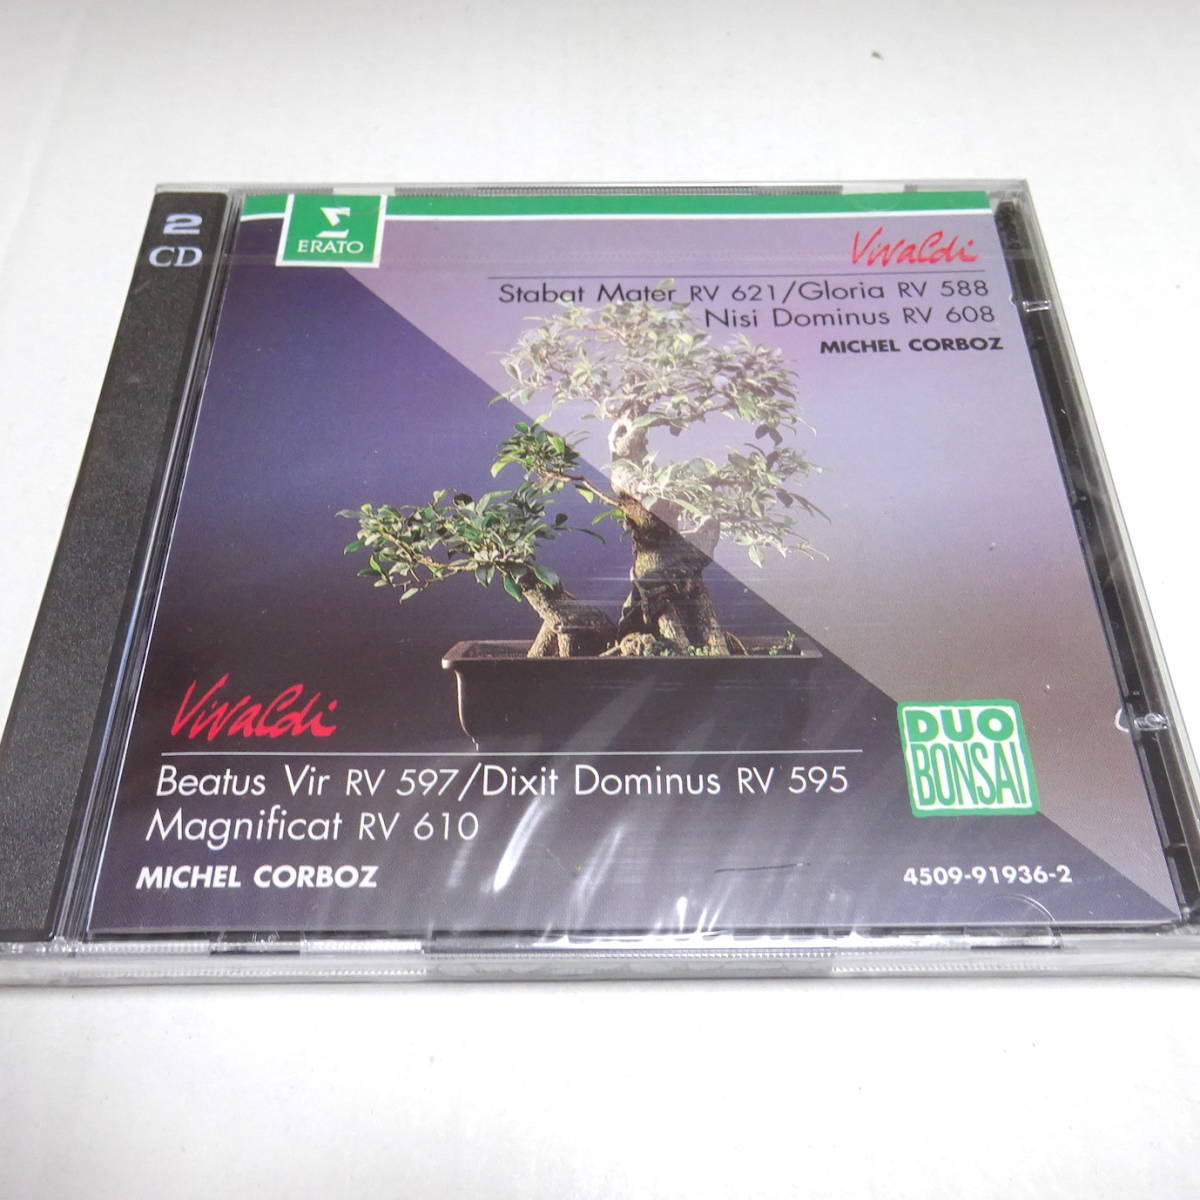 2
CD
ERATO
Vivaldi
Stabat Mater RV 621/Gloria RV 588
Nisi Dominus RV 608
MICHEL CORBOZ
Vivaldi
Beatus Vir RV 597/Dixit Dominus RV 595
Magnificat RV 610
MICHEL CORBOZ
DUO
BONSAI
4509-91936-2